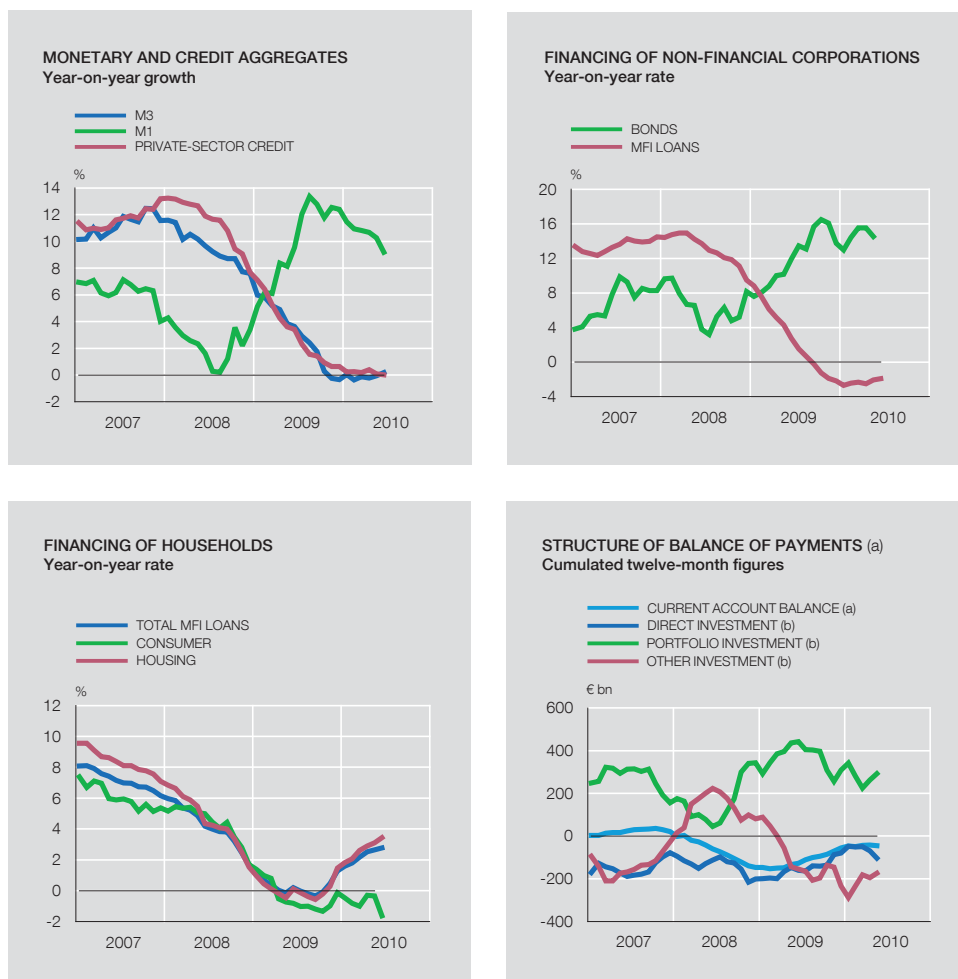 MONETARY AND CREDIT AGGREGATES
Year-on-year growth
M3
M1
PRIVATE-SECTOR CREDIT
%
14
12
10
8
6
4
2
0
-2
2007 2008 2009 2010
FINANCING OF NON-FINANCIAL CORPORATIONS
Year-on-year rate
BONDS
MFI LOANS
%
20
16
12
8
4
0
-4
2007 2008 2009 2010
FINANCING OF HOUSEHOLDS
Year-on-year rate
TOTAL MFI LOANS
CONSUMER
HOUSING
%
12
10
8
6
4
2
0
-2
2007 2008 2009 2010
STRUCTURE OF BALANCE OF PAYMENTS (a)
Cumulated twelve-month figures
CURRENT ACCOUNT BALANCE (a)
DIRECT INVESTMENT (b)
PORTFOLIO INVESTMENT (b)
OTHER INVESTMENT (b)
€ bn
600
400
200
0
-200
-400
2007 2008 2009 2010